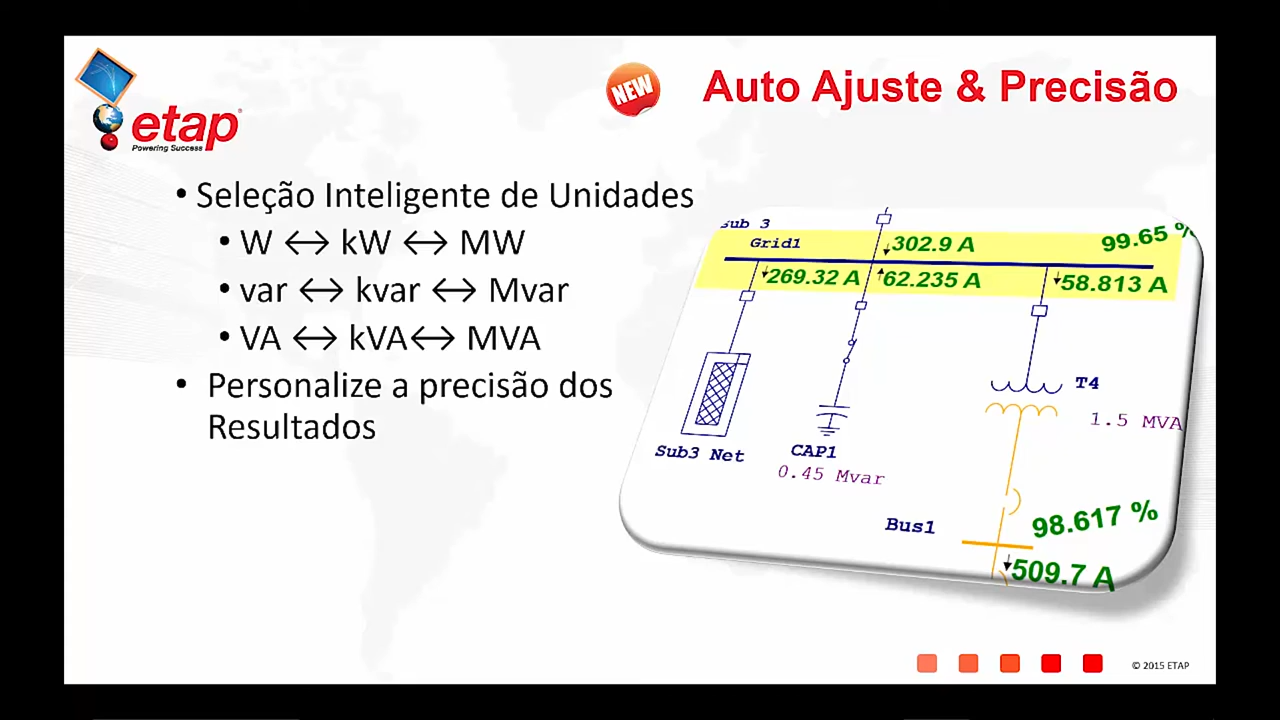 etap
Powering Success
NEW
Auto Ajuste & Precisão
• Seleção Inteligente de Unidades
• W ↔ kW ↔ MW
• var ↔ kvar ↔ Mvar
• VA ↔ kVA↔ MVA
• Personalize a precisão dos
Resultados
Sub 3
Grid1
302.9 A
99.65 %
269.32 A
62.235 A
58.813 A
T4
1.5 MVA
Sub3 Net
CAP1
0.45 Mvar
Bus1
98.617 %
509.7 A
© 2015 ETAP